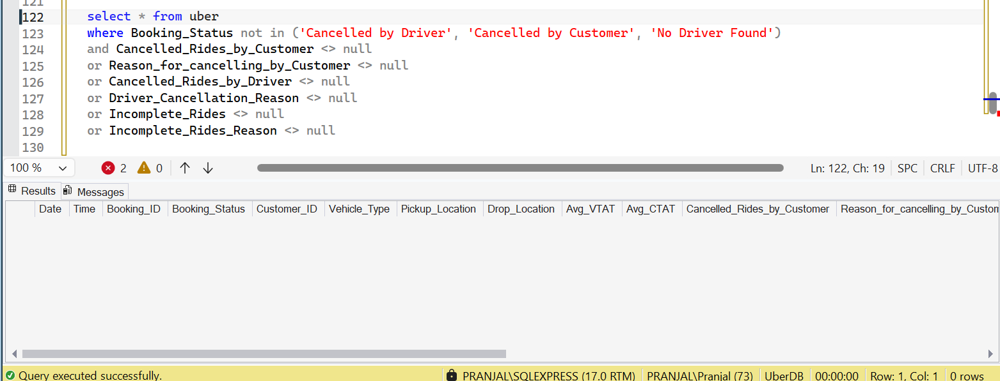 121
122 select * from uber
123 where Booking_Status not in ('Cancelled by Driver', 'Cancelled by Customer', 'No Driver Found')
124 and Cancelled_Rides_by_Customer <> null
125 or Reason_for_cancelling_by_Customer <> null
126 or Cancelled_Rides_by_Driver <> null
127 or Driver_Cancellation_Reason <> null
128 or Incomplete_Rides <> null
129 or Incomplete_Rides_Reason <> null
130
100 % 2 0 Ln: 122, Ch: 19 SPC CRLF UTF-8
Results Messages
Date Time Booking_ID Booking_Status Customer_ID Vehicle_Type Pickup_Location Drop_Location Avg_VTAT Avg_CTAT Cancelled_Rides_by_Customer Reason_for_cancelling_by_Custom
Query executed successfully. PRANJAL\SQLEXPRESS (17.0 RTM) PRANJAL\Pranjal (73) UberDB 00:00:00 Row: 1, Col: 1 0 rows